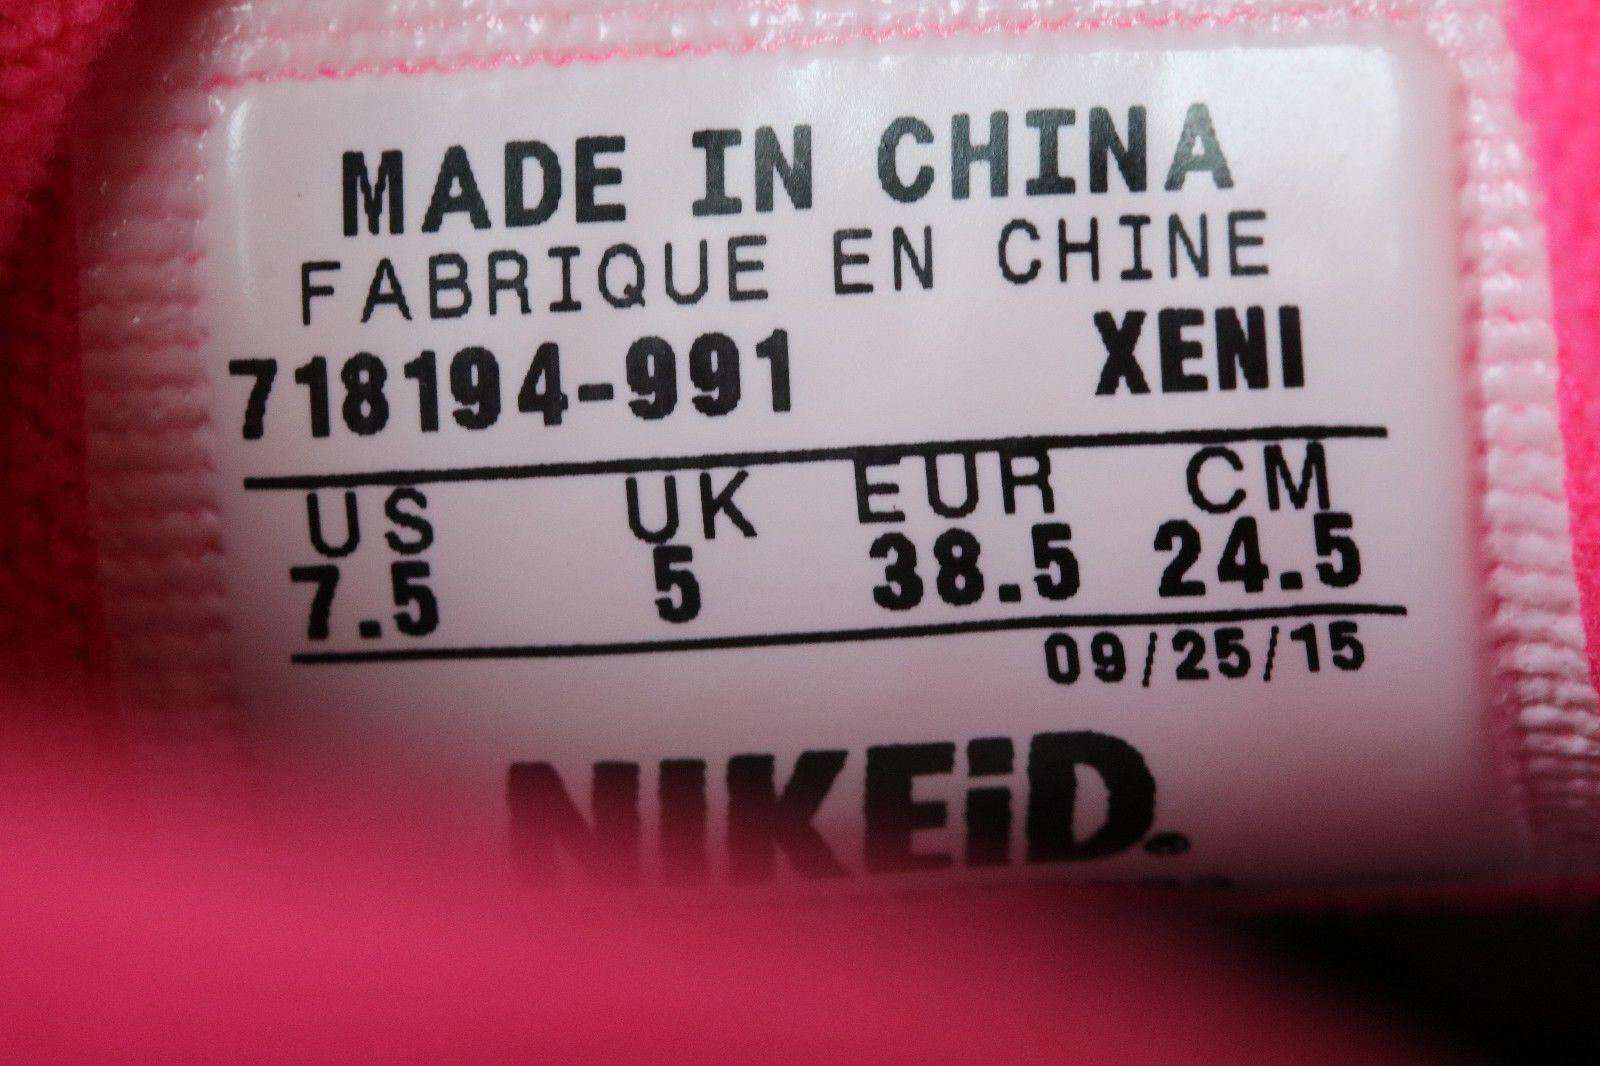 MADE IN CHINA
FABRIQUE EN CHINE
718194-991 XENI
US UK EUR CM
7.5 5 38.5 24.5
09/25/15
NIKEiD.